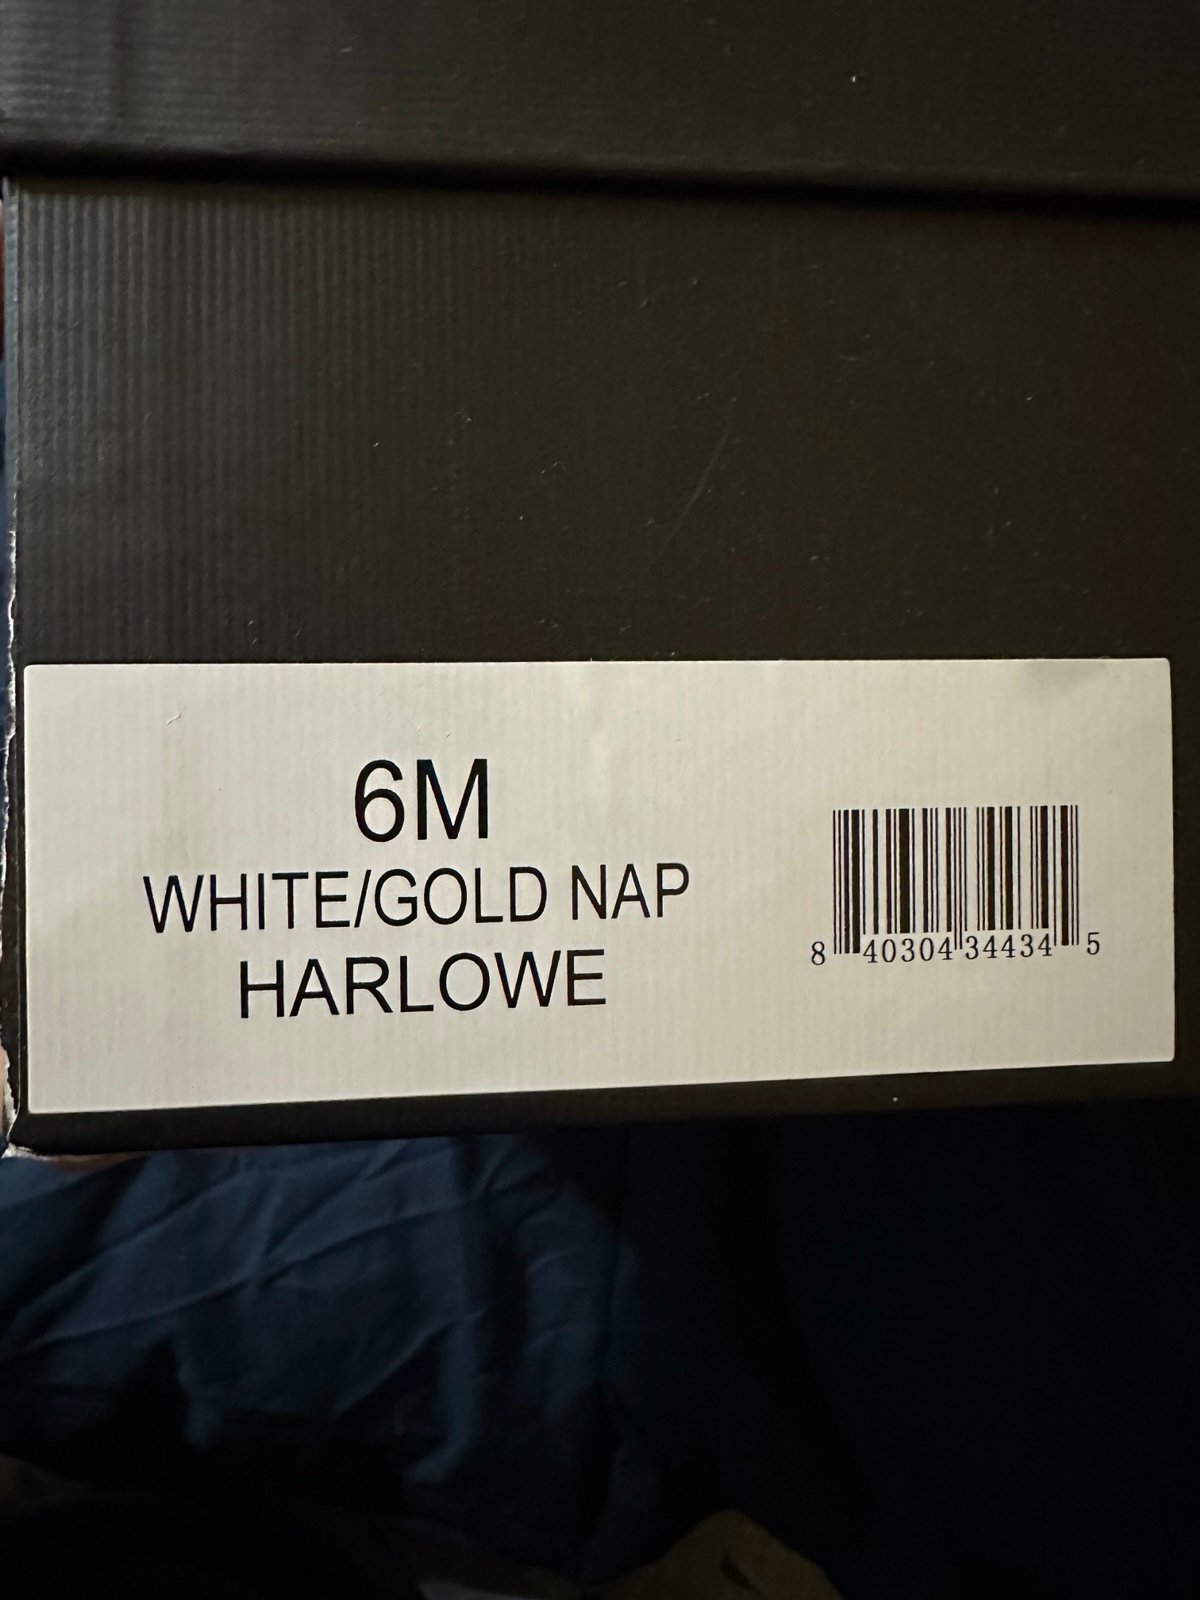 6M
WHITE/GOLD NAP
HARLOWE
8 40304 34434 5